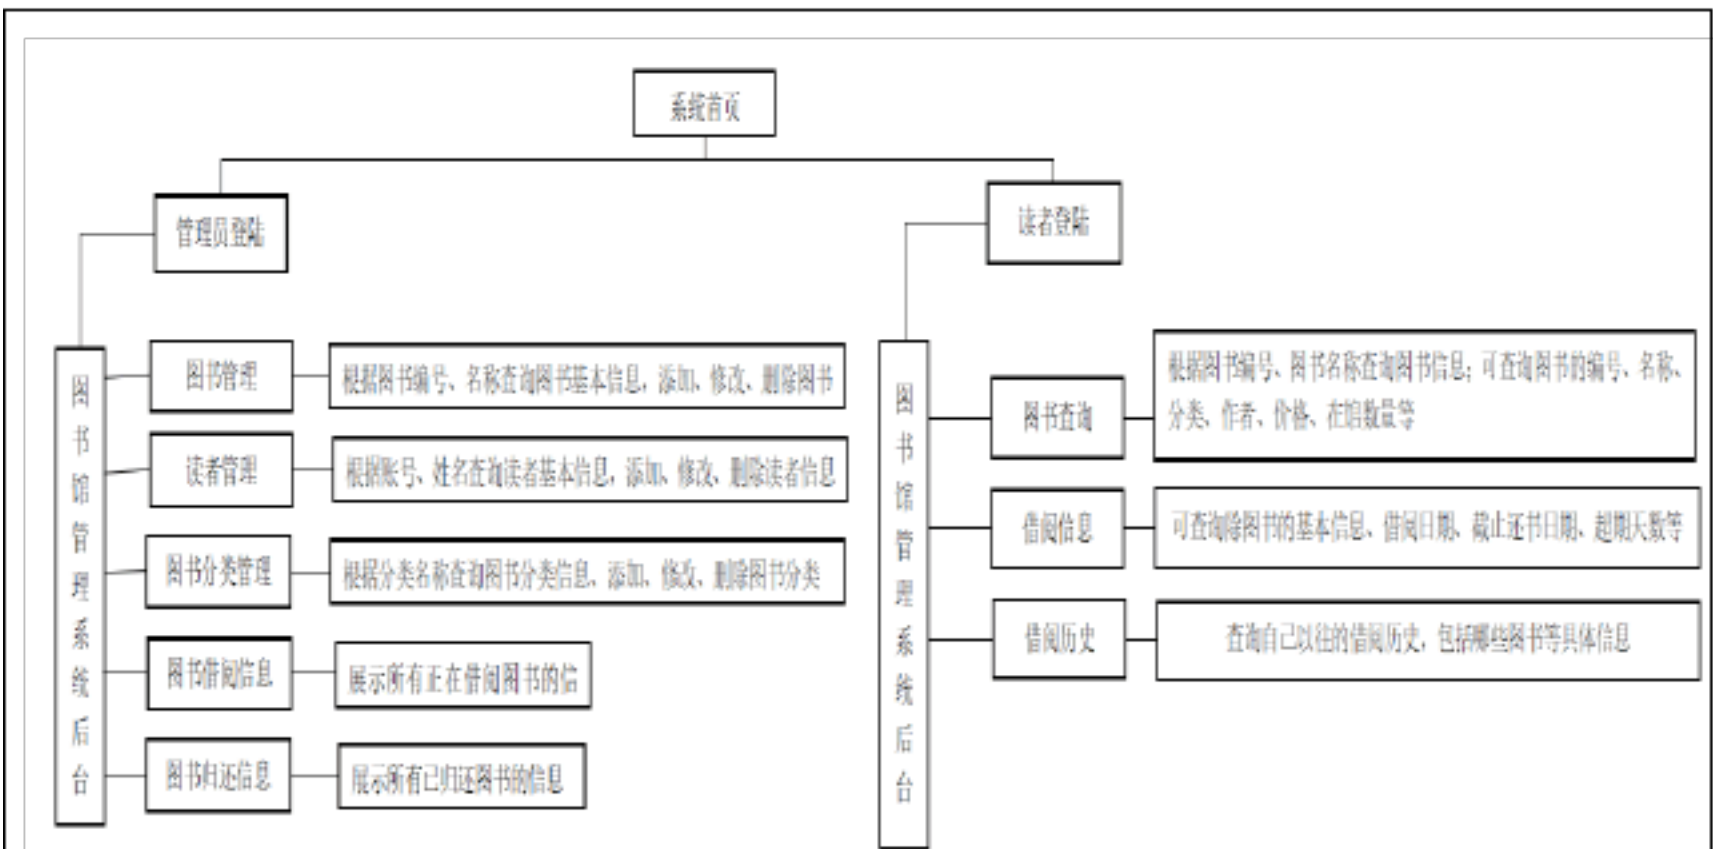 系统首页
管理员登陆
读者登陆
图书馆管理系统后台
图书管理
根据图书编号、名称查询图书基本信息，添加、修改、删除图书
读者管理
根据账号、姓名查询读者基本信息，添加、修改、删除读者信息
图书分类管理
根据分类名称查询图书分类信息、添加、修改、删除图书分类
图书借阅信息
展示所有正在借阅图书的信
图书归还信息
展示所有已归还图书的信息
图书馆管理系统后台
图书查询
根据图书编号、图书名称查询图书信息；可查询图书的编号、名称、
分类、作者、价格、在馆数量等
借阅信息
可查询除图书的基本信息、借阅日期、截止还书日期、超期天数等
借阅历史
查询自己以往的借阅历史，包括哪些图书等具体信息